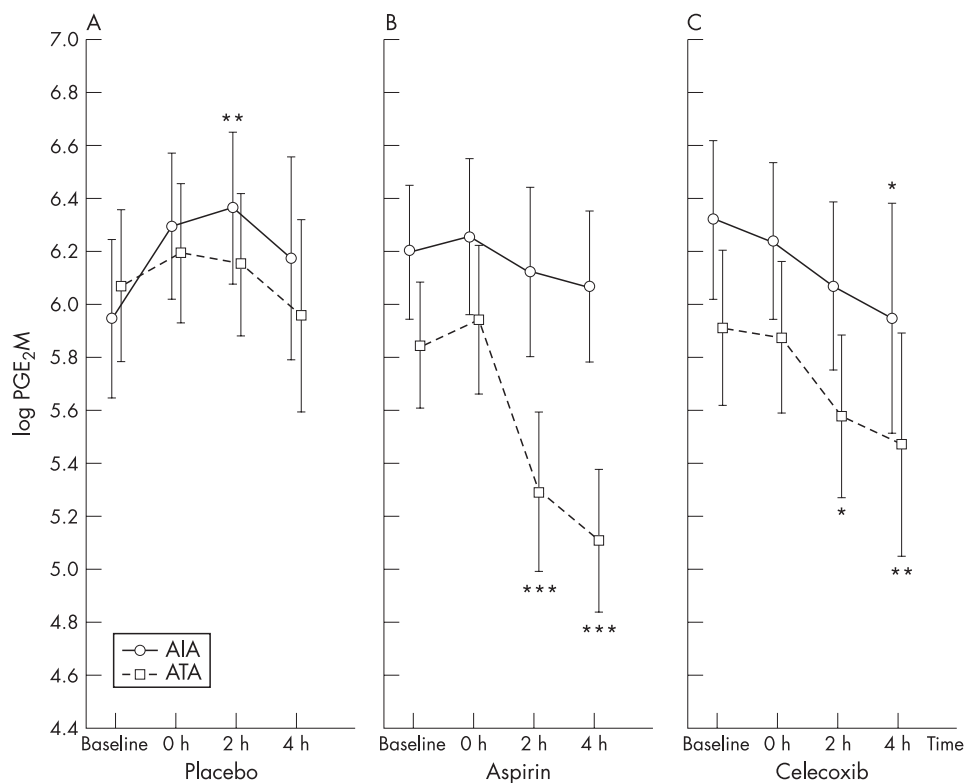 A
B
C
7.0
6.8
6.6
6.4
6.2
6.0
5.8
5.6
5.4
5.2
5.0
4.8
4.6
4.4
log PGE₂M
**
***
***
*
*
**
AIA
ATA
Baseline 0 h 2 h 4 h
Baseline 0 h 2 h 4 h
Baseline 0 h 2 h 4 h Time
Placebo
Aspirin
Celecoxib